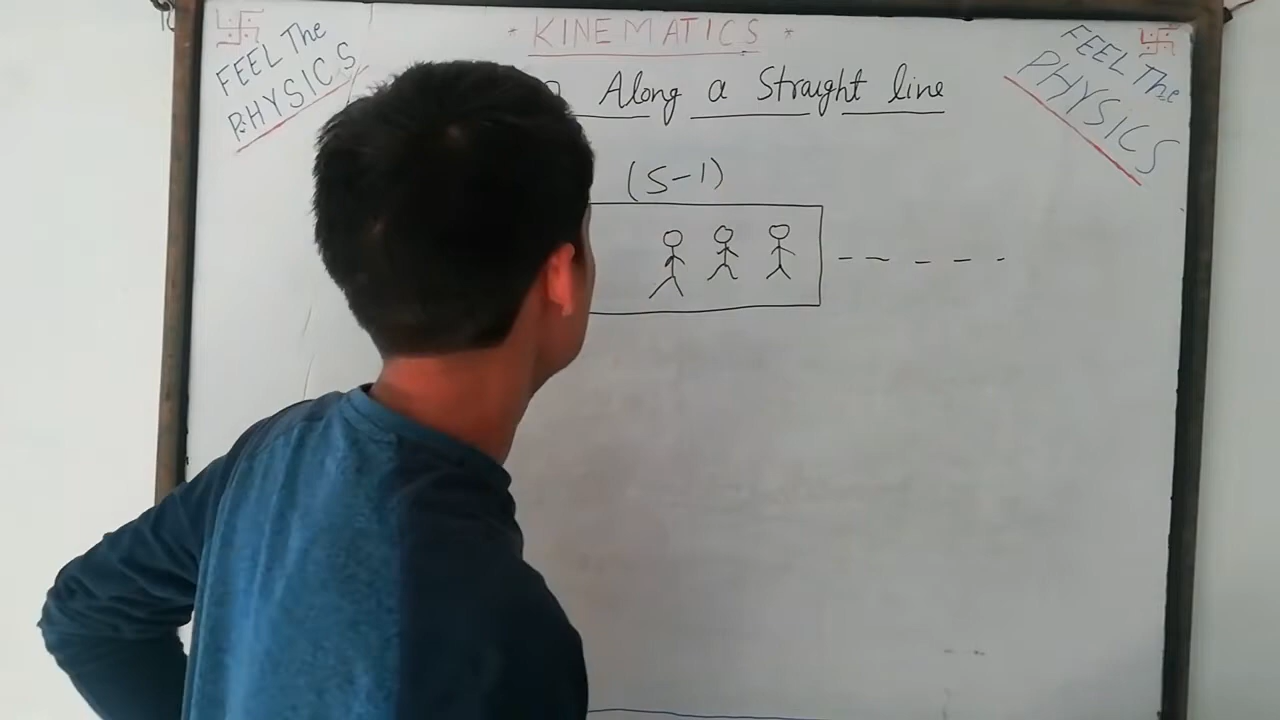 FEEL The
PHYSICS
* KINEMATICS *
Along a Straight line
FEEL The
PHYSICS
(S-1)